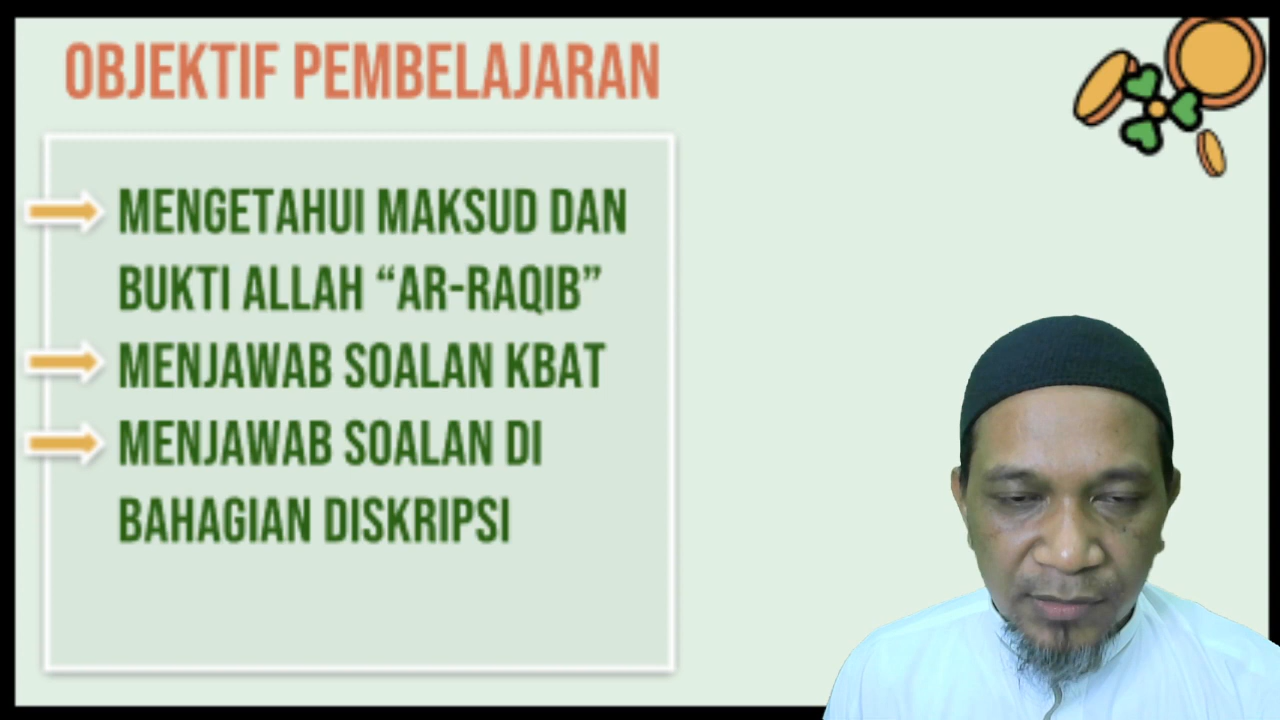 OBJEKTIF PEMBELAJARAN
MENGETAHUI MAKSUD DAN
BUKTI ALLAH “AR-RAQIB”
MENJAWAB SOALAN KBAT
MENJAWAB SOALAN DI
BAHAGIAN DISKRIPSI